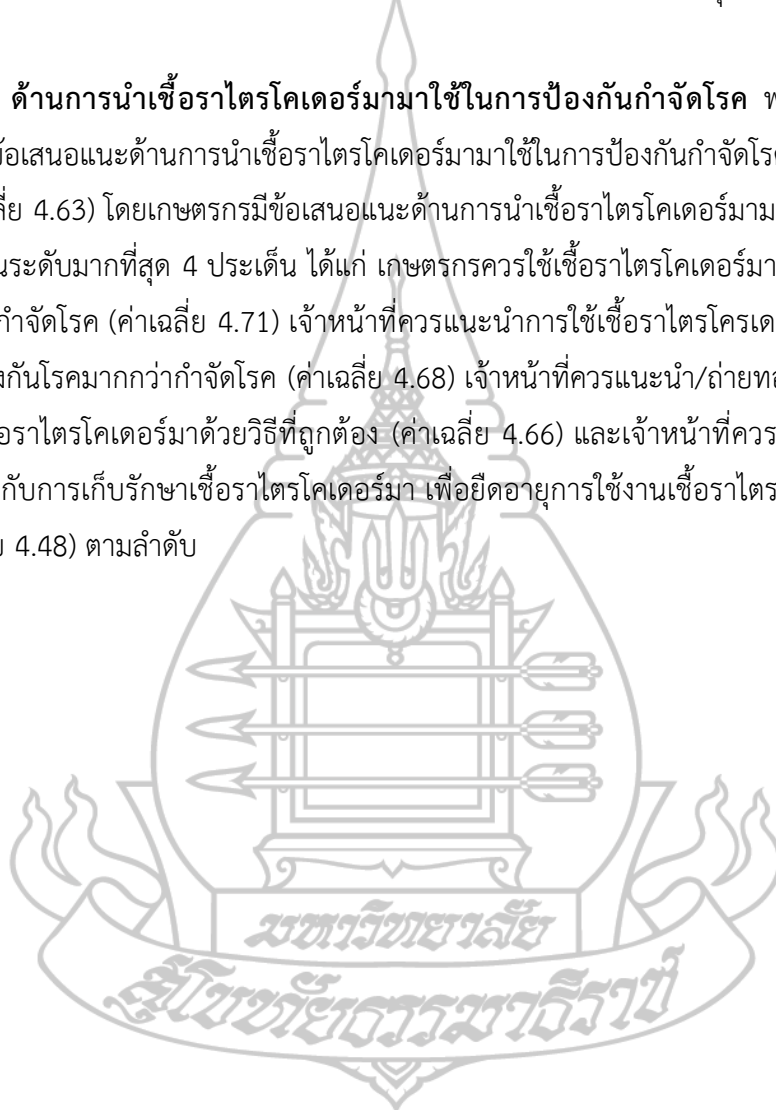 ด้านการนำเชื้อราไตรโคเดอร์มามาใช้ในการป้องกันกำจัดโรค พ
ข้อเสนอแนะด้านการนำเชื้อราไตรโคเดอร์มามาใช้ในการป้องกันกำจัดโรค
ลี่ย 4.63) โดยเกษตรกรมีข้อเสนอแนะด้านการนำเชื้อราไตรโคเดอร์มาม
นระดับมากที่สุด 4 ประเด็น ได้แก่ เกษตรกรควรใช้เชื้อราไตรโคเดอร์มา
กำจัดโรค (ค่าเฉลี่ย 4.71) เจ้าหน้าที่ควรแนะนำการใช้เชื้อราไตรโครเด
งกันโรคมากกว่ากำจัดโรค (ค่าเฉลี่ย 4.68) เจ้าหน้าที่ควรแนะนำ/ถ่ายทอ
อราไตรโคเดอร์มาด้วยวิธีที่ถูกต้อง (ค่าเฉลี่ย 4.66) และเจ้าหน้าที่ควร
กับการเก็บรักษาเชื้อราไตรโคเดอร์มา เพื่อยืดอายุการใช้งานเชื้อราไตร
ย 4.48) ตามลำดับ
มหาวิทยาลัย
สุโขทัยธรรมาธิราช